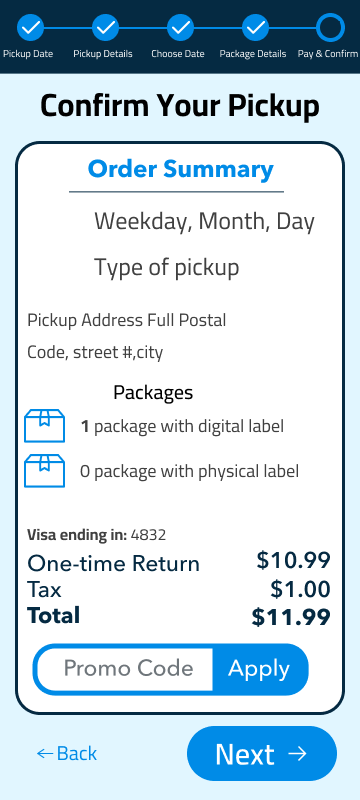 Pickup Date Pickup Details Choose Date Package Details Pay & Confirm
Confirm Your Pickup
Order Summary
Weekday, Month, Day
Type of pickup
Pickup Address Full Postal
Code, street #,city
Packages
1 package with digital label
0 package with physical label
Visa ending in: 4832
One-time Return $10.99
Tax $1.00
Total $11.99
Promo Code Apply
←Back Next →